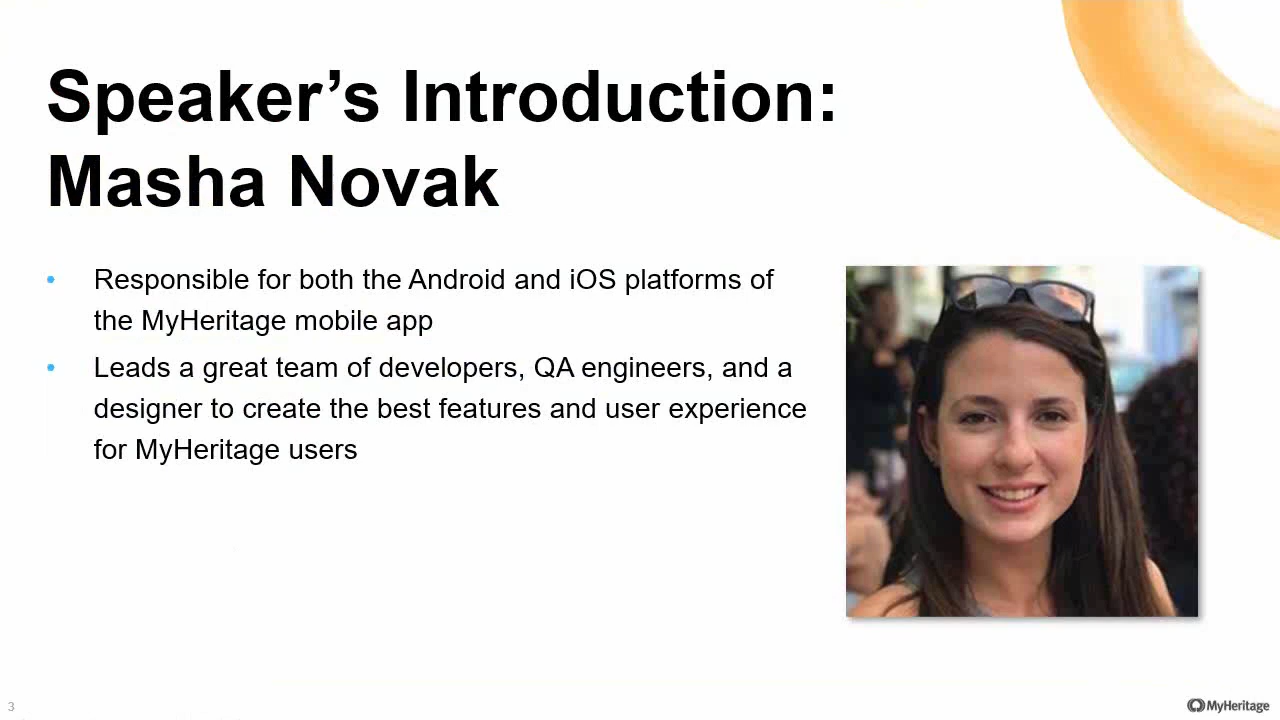 Speaker’s Introduction:
Masha Novak
• Responsible for both the Android and iOS platforms of
the MyHeritage mobile app
• Leads a great team of developers, QA engineers, and a
designer to create the best features and user experience
for MyHeritage users
3
MyHeritage